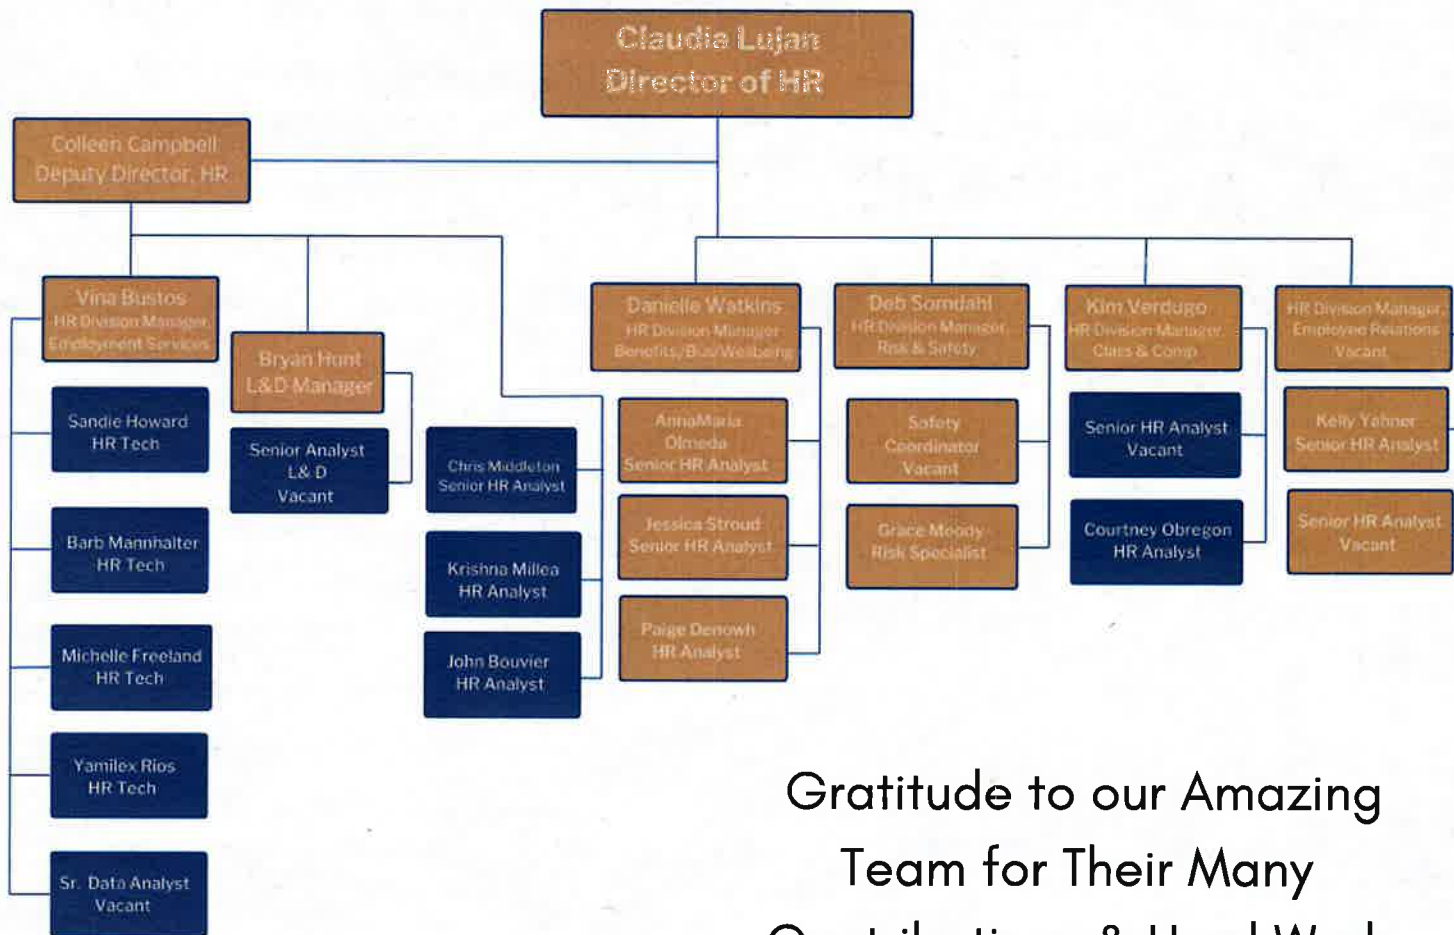 Claudia Lujan
Director of HR
Colleen Campbell
Deputy Director, HR
Vina Bustos
HR Division Manager,
Employment Services
Sandie Howard
HR Tech
Barb Mannhalter
HR Tech
Michelle Freeland
HR Tech
Yamilex Rios
HR Tech
Sr. Data Analyst
Vacant
Bryan Hunt
L&D Manager
Senior Analyst
L& D
Vacant
Chris Middleton
Senior HR Analyst
Krishna Millea
HR Analyst
John Bouvier
HR Analyst
Danielle Watkins
HR Division Manager
Benefits/Bus/Wellbeing
AnnaMaria
Olmeda
Senior HR Analyst
Jessica Stroud
Senior HR Analyst
Paige Denowh
HR Analyst
Deb Sorndahl
HR Division Manager,
Risk & Safety
Safety
Coordinator
Vacant
Grace Moody
Risk Specialist
Kim Verdugo
HR Division Manager,
Class & Comp
Senior HR Analyst
Vacant
Courtney Obregon
HR Analyst
HR Division Manager,
Employee Relations
Vacant
Kelly Yahner
Senior HR Analyst
Senior HR Analyst
Vacant
Gratitude to our Amazing
Team for Their Many
Contributions & Hard Work